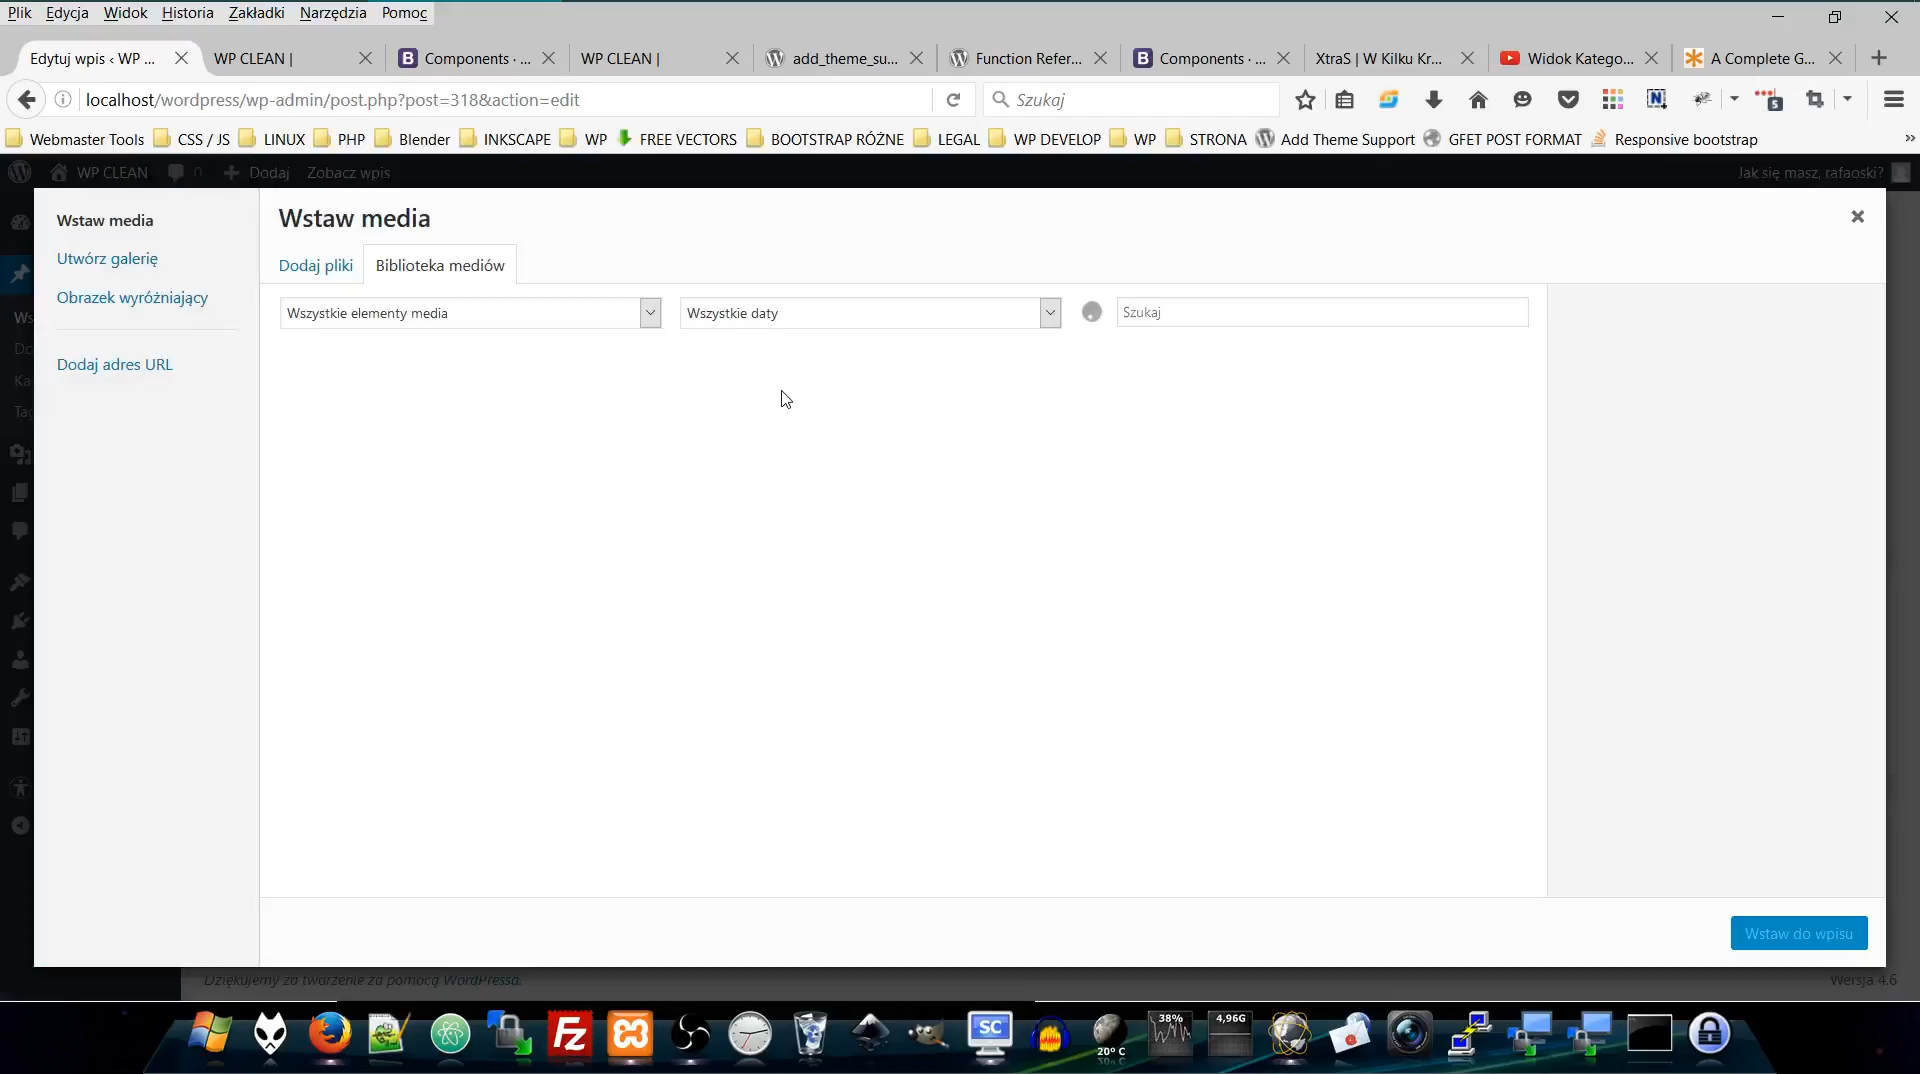 Plik Edycja Widok Historia Zakładki Narzędzia Pomoc
Edytuj wpis ‹ WP ... WP CLEAN | Components · ... WP CLEAN | add_theme_su... Function Refer... Components · ... XtraS | W Kilku Kr... Widok Katego... A Complete G...
localhost/wordpress/wp-admin/post.php?post=318&action=edit Szukaj
Webmaster Tools CSS / JS LINUX PHP Blender INKSCAPE WP FREE VECTORS BOOTSTRAP RÓŻNE LEGAL WP DEVELOP WP STRONA Add Theme Support GFET POST FORMAT Responsive bootstrap
WP CLEAN 0 Dodaj Zobacz wpis Jak się masz, rafaoski?
Wstaw media
Utwórz galerię
Obrazek wyróżniający
Dodaj adres URL
Wstaw media
Dodaj pliki Biblioteka mediów
Wszystkie elementy media Wszystkie daty Szukaj
Wstaw do wpisu
Dziękujemy za tworzenie za pomocą WordPressa. Wersja 4.6
SC 38% 4,96G
20° C